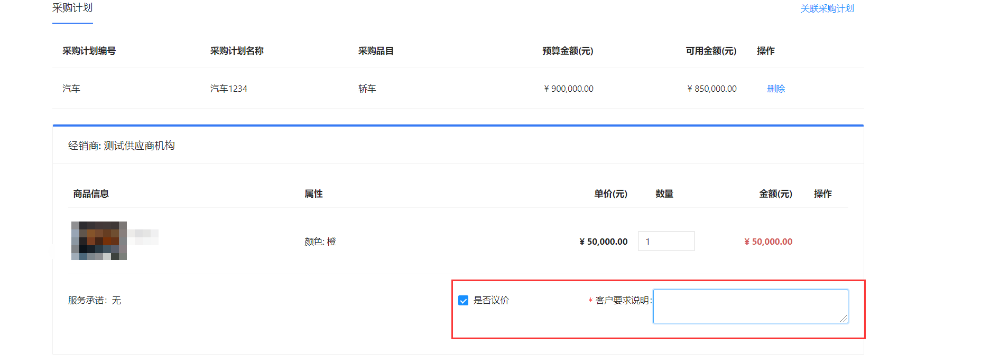 采购计划 关联采购计划
采购计划编号 采购计划名称 采购品目 预算金额(元) 可用金额(元) 操作
汽车 汽车1234 轿车 ¥ 900,000.00 ¥ 850,000.00 删除
经销商: 测试供应商机构
商品信息 属性 单价(元) 数量 金额(元) 操作
颜色: 橙 ¥ 50,000.00 1 ¥ 50,000.00
服务承诺：无 是否议价 * 客户要求说明: